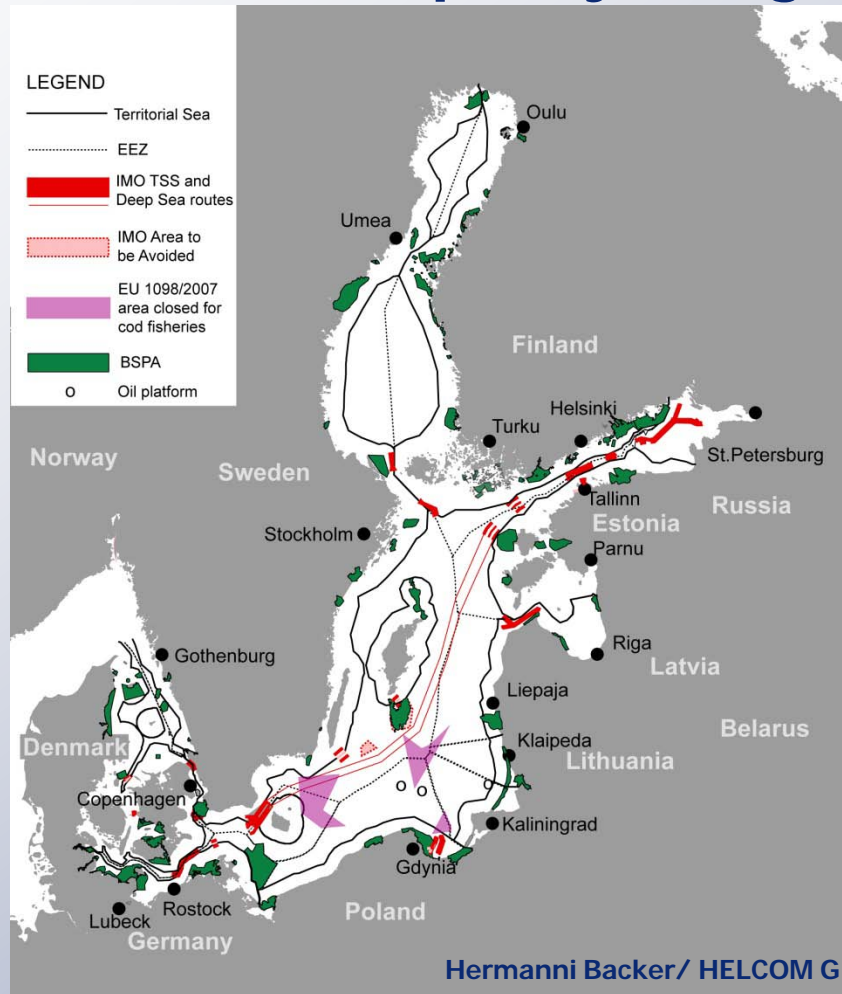 LEGEND
Territorial Sea
EEZ
IMO TSS and
Deep Sea routes
IMO Area to
be Avoided
EU 1098/2007
area closed for
cod fisheries
BSPA
o Oil platform
Oulu
Umea
Finland
Turku
Helsinki
St.Petersburg
Norway
Sweden
Tallinn
Russia
Estonia
Stockholm
Parnu
Gothenburg
Riga
Latvia
Liepaja
Belarus
Denmark
Klaipeda
Lithuania
Copenhagen
Kaliningrad
Gdynia
Rostock
Lubeck
Poland
Germany
Hermanni Backer/ HELCOM G